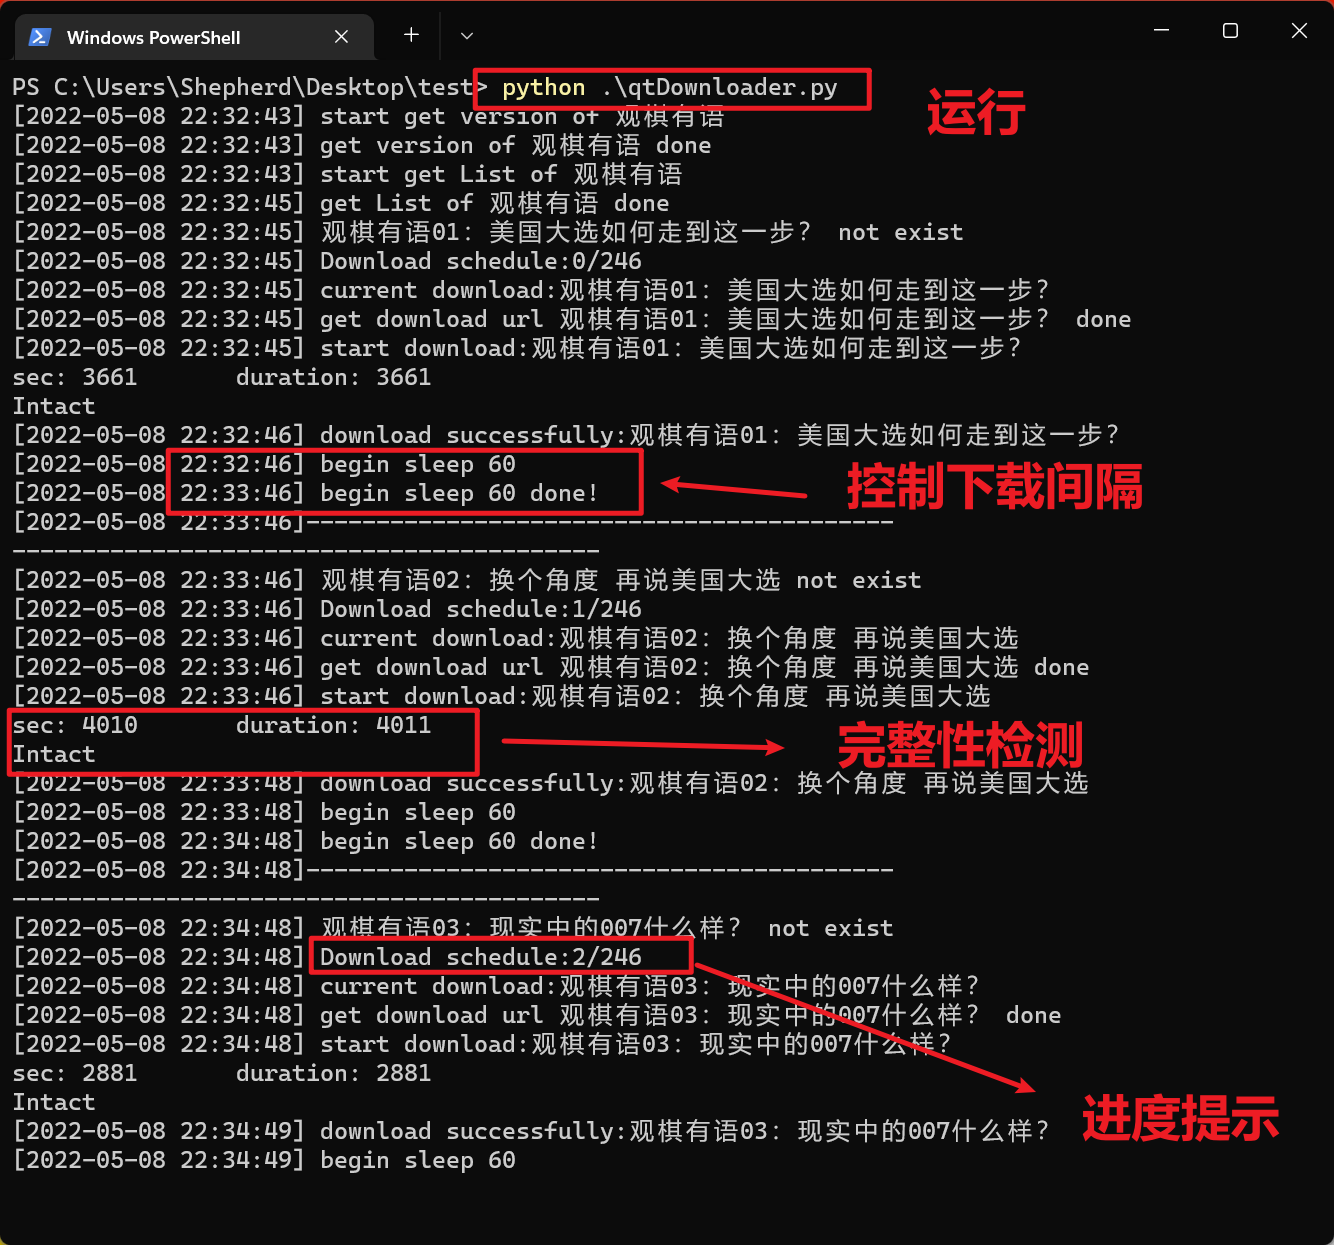 Windows PowerShell
PS C:\Users\Shepherd\Desktop\test> python .\qtDownloader.py
运行
[2022-05-08 22:32:43] start get version of 观棋有语
[2022-05-08 22:32:43] get version of 观棋有语 done
[2022-05-08 22:32:43] start get List of 观棋有语
[2022-05-08 22:32:45] get List of 观棋有语 done
[2022-05-08 22:32:45] 观棋有语01：美国大选如何走到这一步？ not exist
[2022-05-08 22:32:45] Download schedule:0/246
[2022-05-08 22:32:45] current download:观棋有语01：美国大选如何走到这一步？
[2022-05-08 22:32:45] get download url 观棋有语01：美国大选如何走到这一步？ done
[2022-05-08 22:32:45] start download:观棋有语01：美国大选如何走到这一步？
sec: 3661 duration: 3661
Intact
[2022-05-08 22:32:46] download successfully:观棋有语01：美国大选如何走到这一步？
[2022-05-08 22:32:46] begin sleep 60
[2022-05-08 22:33:46] begin sleep 60 done!
控制下载间隔
[2022-05-08 22:33:46]------------------------------------------
------------------------------------------
[2022-05-08 22:33:46] 观棋有语02：换个角度 再说美国大选 not exist
[2022-05-08 22:33:46] Download schedule:1/246
[2022-05-08 22:33:46] current download:观棋有语02：换个角度 再说美国大选
[2022-05-08 22:33:46] get download url 观棋有语02：换个角度 再说美国大选 done
[2022-05-08 22:33:46] start download:观棋有语02：换个角度 再说美国大选
sec: 4010 duration: 4011
Intact
完整性检测
[2022-05-08 22:33:48] download successfully:观棋有语02：换个角度 再说美国大选
[2022-05-08 22:33:48] begin sleep 60
[2022-05-08 22:34:48] begin sleep 60 done!
[2022-05-08 22:34:48]------------------------------------------
------------------------------------------
[2022-05-08 22:34:48] 观棋有语03：现实中的007什么样？ not exist
[2022-05-08 22:34:48] Download schedule:2/246
[2022-05-08 22:34:48] current download:观棋有语03：现实中的007什么样？
[2022-05-08 22:34:48] get download url 观棋有语03：现实中的007什么样？ done
[2022-05-08 22:34:48] start download:观棋有语03：现实中的007什么样？
sec: 2881 duration: 2881
Intact
进度提示
[2022-05-08 22:34:49] download successfully:观棋有语03：现实中的007什么样？
[2022-05-08 22:34:49] begin sleep 60